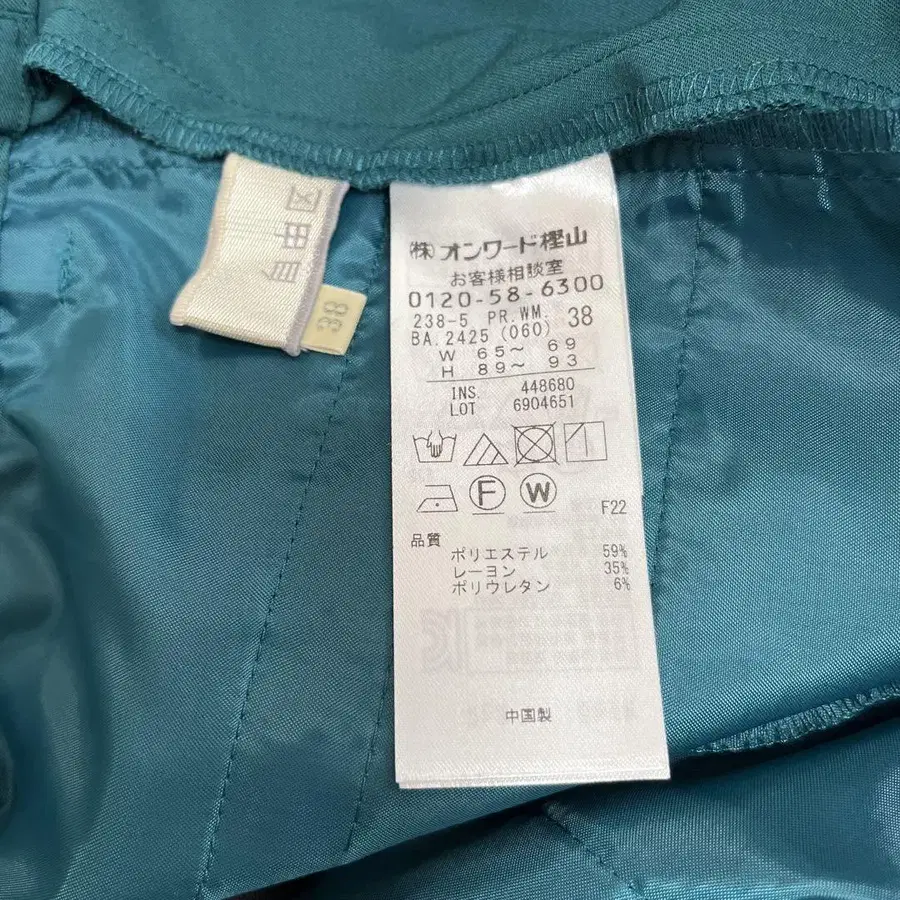 自由区
38
(株)オンワード樫山
お客様相談室
0120-58-6300
238-5 PR.WM. 38
BA.2425 (060)
W 65~ 69
H 89~ 93
INS. 448680
LOT 6904651
F W
F22
品質
ポリエステル 59%
レーヨン 35%
ポリウレタン 6%
中国製